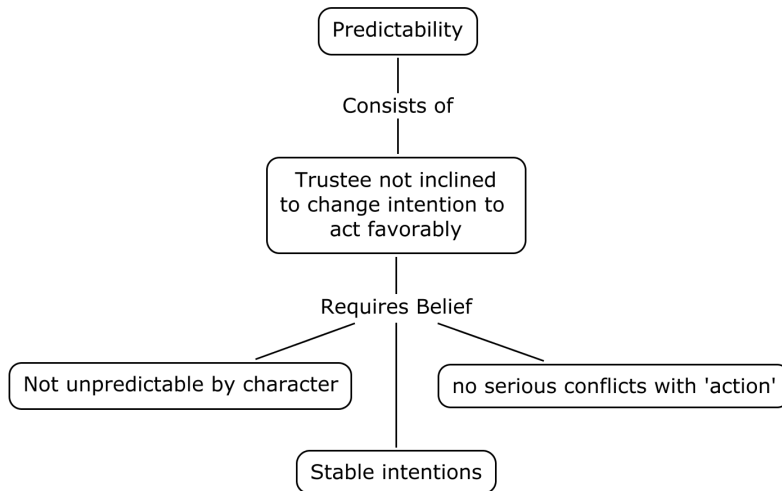 Predictability
Consists of
Trustee not inclined
to change intention to
act favorably
Requires Belief
Not unpredictable by character
no serious conflicts with 'action'
Stable intentions